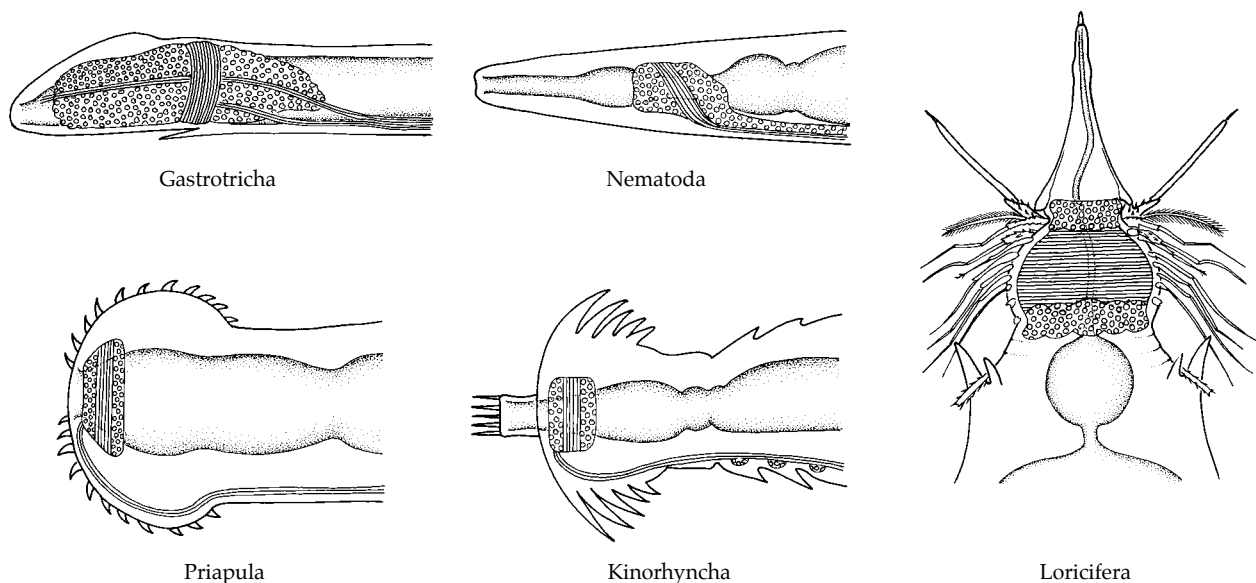 Gastrotricha
Nematoda
Priapula
Kinorhyncha
Loricifera